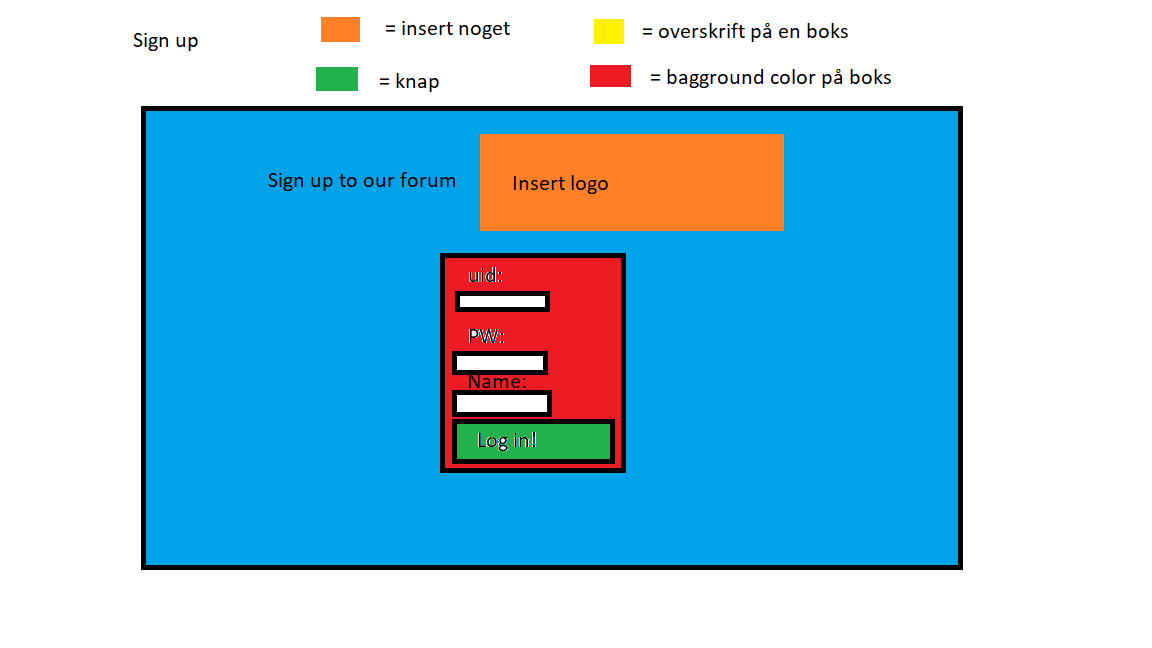 Sign up
= insert noget
= overskrift på en boks
= knap
= bagground color på boks
Sign up to our forum
Insert logo
uid:
PW:
Name:
Log in!